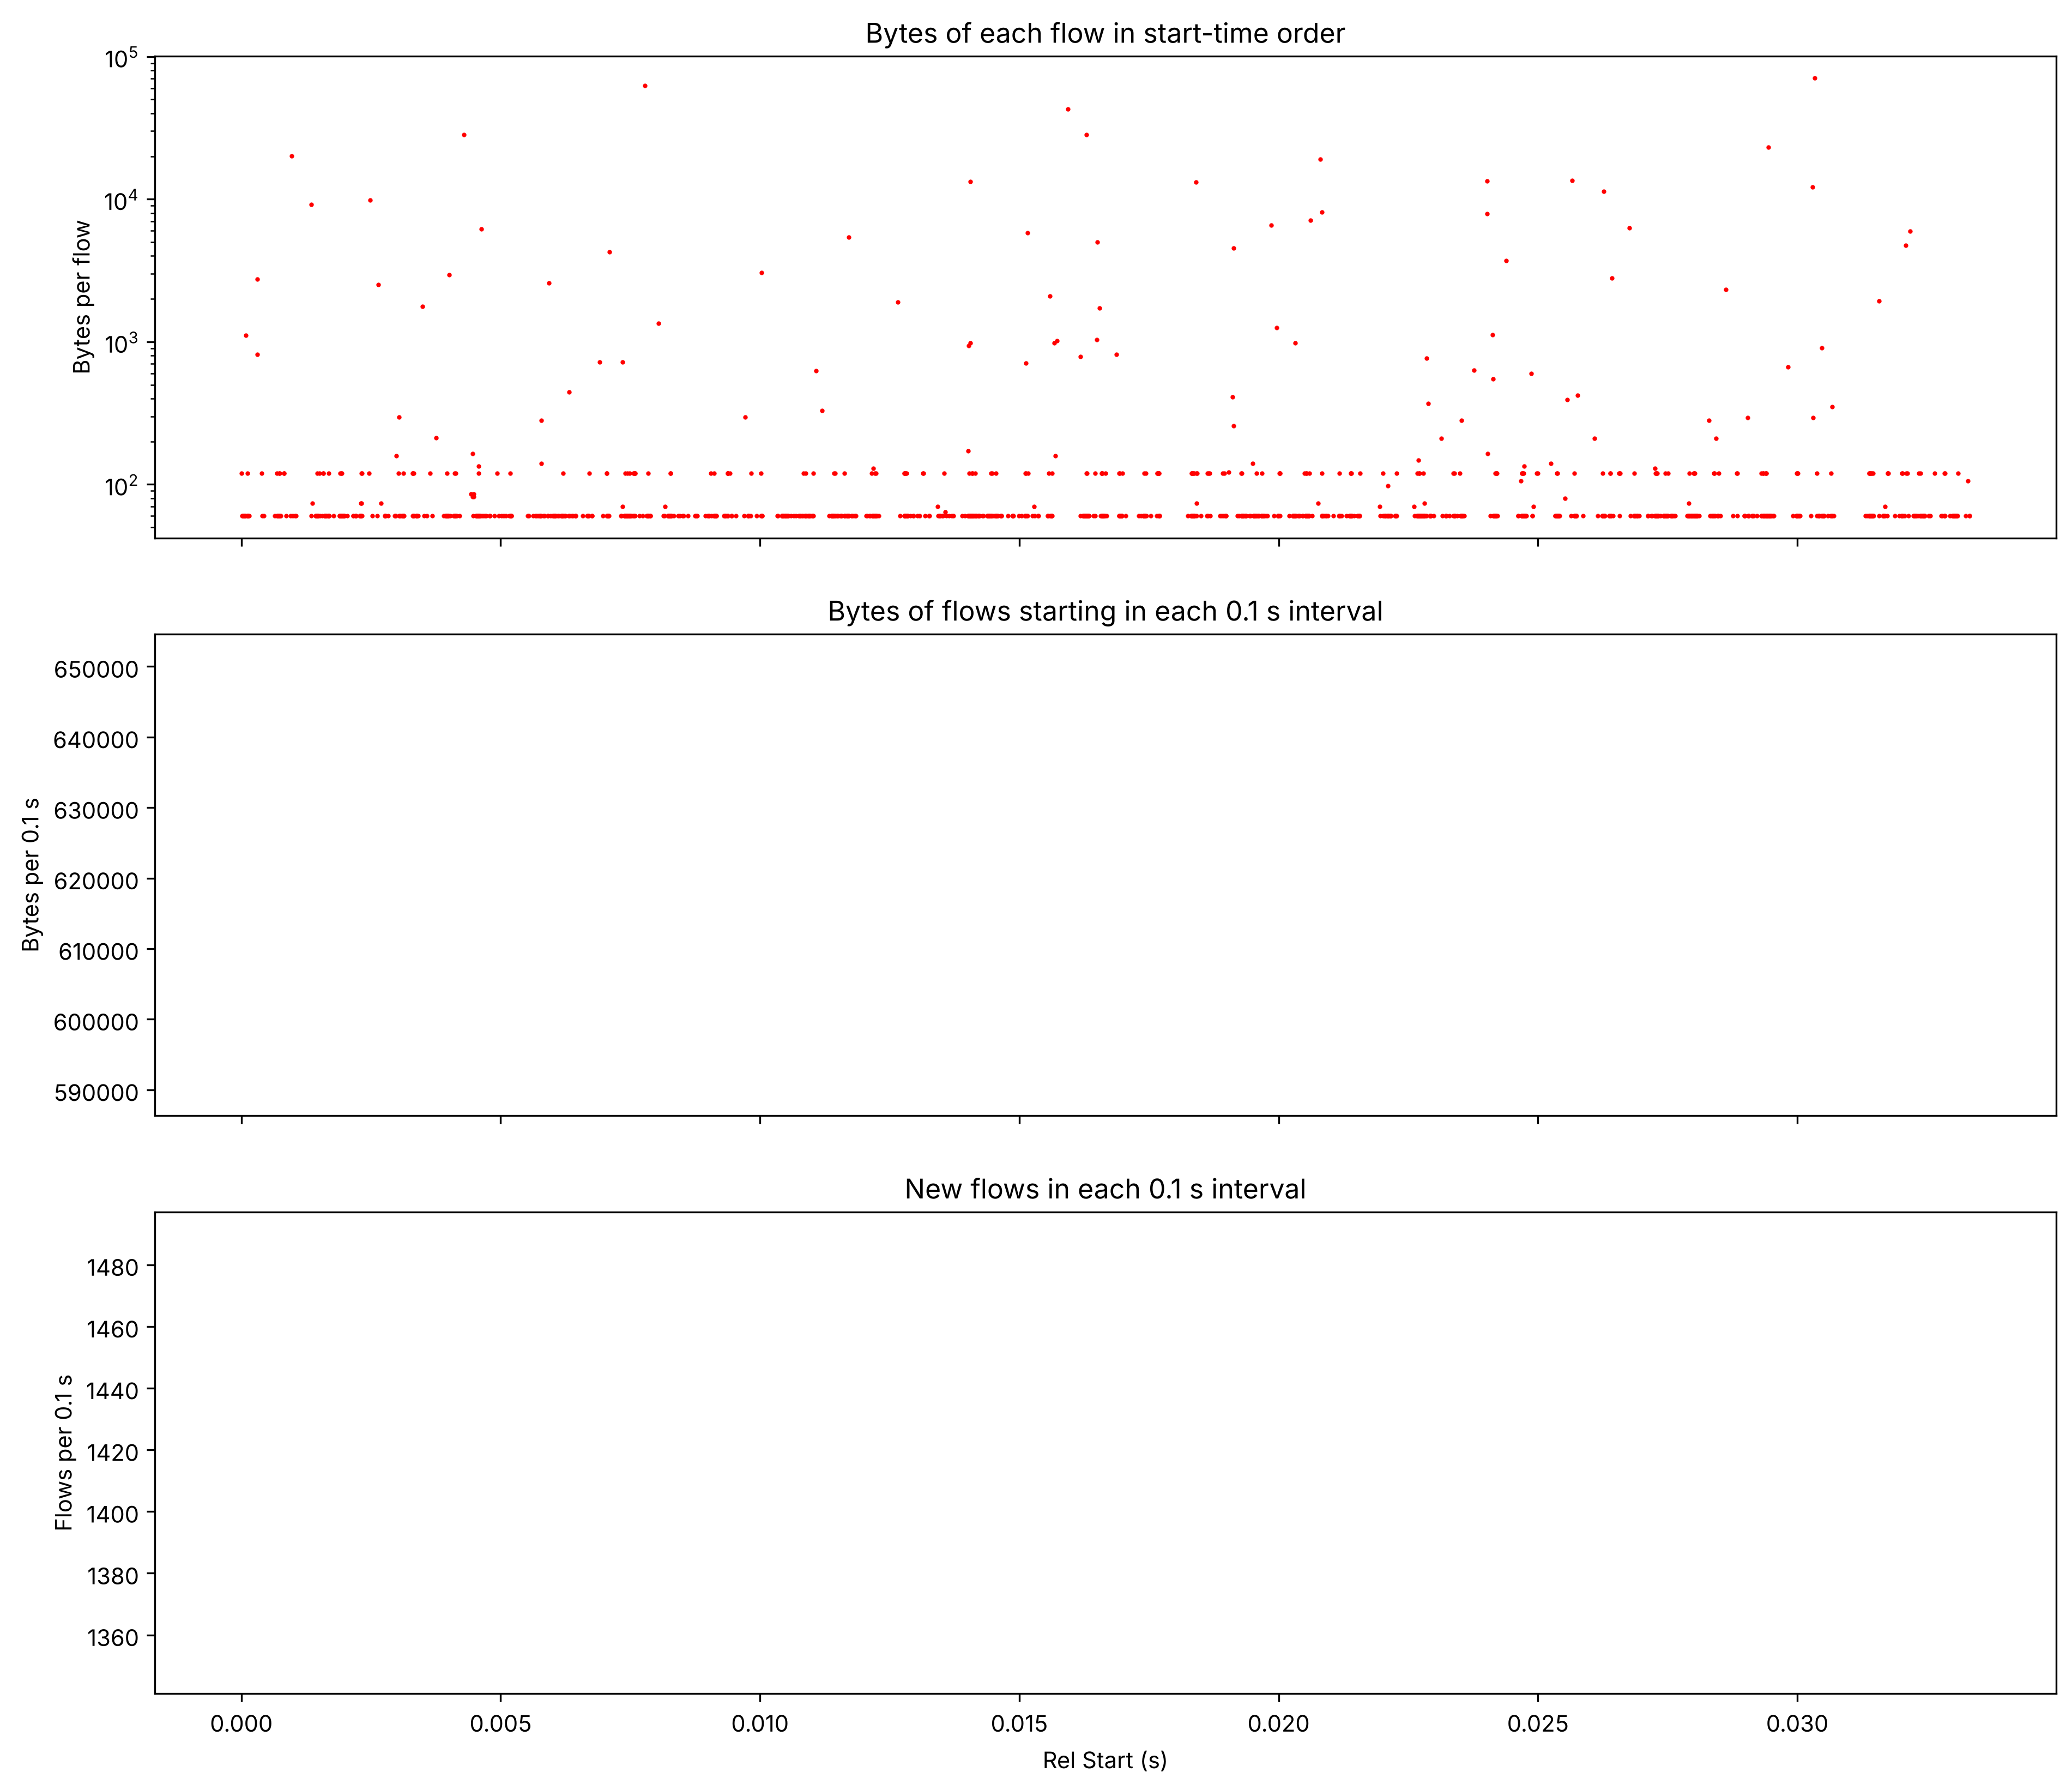 Bytes of each flow in start-time order
10^5
10^4
10^3
10^2
Bytes per flow
Bytes of flows starting in each 0.1 s interval
650000
640000
630000
620000
610000
600000
590000
Bytes per 0.1 s
New flows in each 0.1 s interval
1480
1460
1440
1420
1400
1380
1360
Flows per 0.1 s
0.000 0.005 0.010 0.015 0.020 0.025 0.030
Rel Start (s)